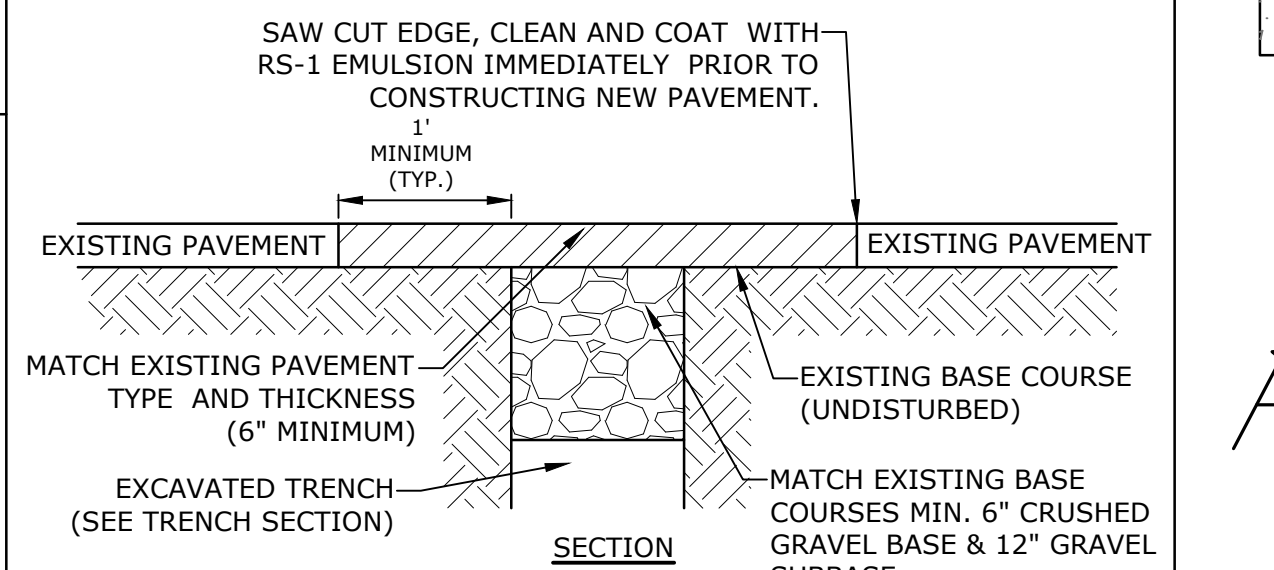 SAW CUT EDGE, CLEAN AND COAT WITH
RS-1 EMULSION IMMEDIATELY PRIOR TO
CONSTRUCTING NEW PAVEMENT.
1'
MINIMUM
(TYP.)
EXISTING PAVEMENT
EXISTING PAVEMENT
MATCH EXISTING PAVEMENT
TYPE AND THICKNESS
(6" MINIMUM)
EXISTING BASE COURSE
(UNDISTURBED)
EXCAVATED TRENCH
(SEE TRENCH SECTION)
MATCH EXISTING BASE
COURSES MIN. 6" CRUSHED
GRAVEL BASE & 12" GRAVEL
SECTION